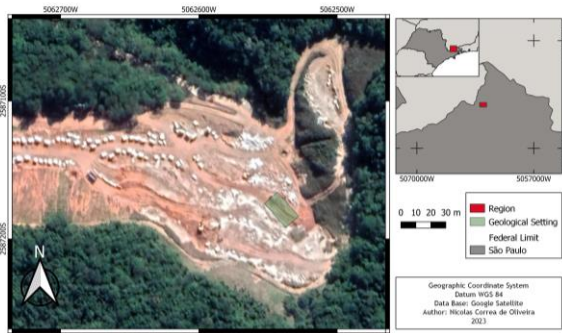 5062700W
5062600W
5062500W
2587100S
2587200S
N
5070000W
5057000W
0 10 20 30 m
Region
Geological Setting
Federal Limit
São Paulo
Geographic Coordinate System
Datum WGS 84
Data Base: Google Satellite
Author: Nicolas Correa de Oliveira
2023